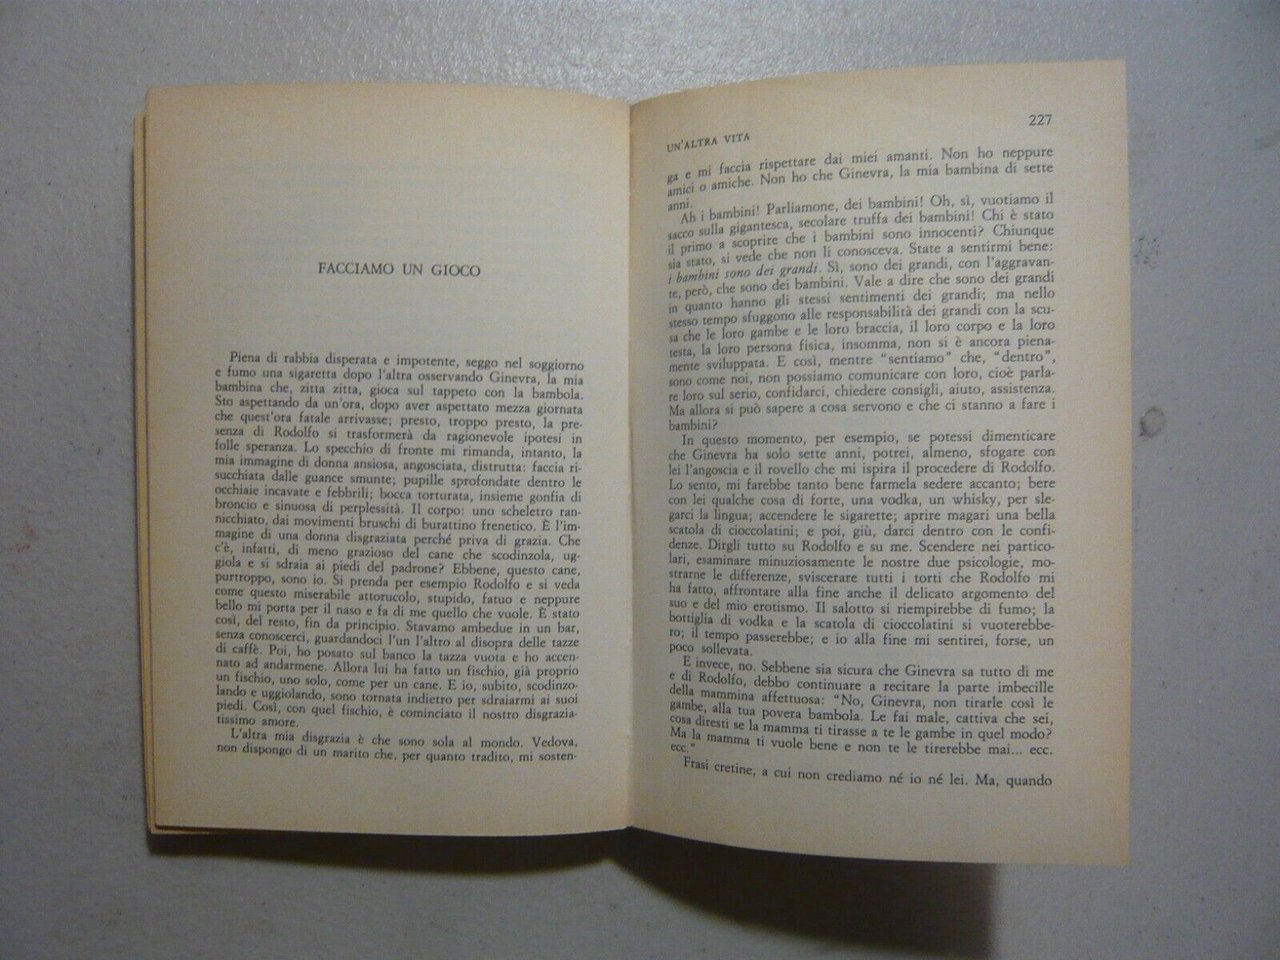 FACCIAMO UN GIOCO
Piena di rabbia disperata e impotente, seggo nel soggiorno
e fumo una sigaretta dopo l'altra osservando Ginevra, la mia
bambina che, zitta zitta, gioca sul tappeto con la bambola.
Sto aspettando da un'ora, dopo aver aspettato mezza giornata
che quest'ora fatale arrivasse; presto, troppo presto, la pre-
senza di Rodolfo si trasformerà da ragionevole ipotesi in
folle speranza. Lo specchio di fronte mi rimanda, intanto, la
mia immagine di donna ansiosa, angosciata, distrutta: faccia ri-
succhiata dalle guance smunte; pupille sprofondate dentro le
occhiaie incavate e febbrili; bocca torturata, insieme gonfia di
broncio e sinuosa di perplessità. Il corpo: uno scheletro ran-
nicchiato, dai movimenti bruschi di burattino frenetico. È l'im-
magine di una donna disgraziata perché priva di grazia. Che
c'è, infatti, di meno grazioso del cane che scodinzola, ug-
giola e si sdraia ai piedi del padrone? Ebbene, questo cane,
purtroppo, sono io. Si prenda per esempio Rodolfo e si veda
come questo miserabile attorucolo, stupido, fatuo e neppure
bello mi porta per il naso e fa di me quello che vuole. È stato
così, del resto, fin da principio. Stavamo ambedue in un bar,
senza conoscerci, guardandoci l'un l'altro al disopra delle tazze
di caffè. Poi, ho posato sul banco la tazza vuota e ho accen-
nato ad andarmene. Allora lui ha fatto un fischio, già proprio
un fischio, uno solo, come per un cane. E io, subito, scodinzo-
lando e uggiolando, sono tornata indietro per sdraiarmi ai suoi
piedi. Così, con quel fischio, è cominciato il nostro disgrazia-
tissimo amore.
L'altra mia disgrazia è che sono sola al mondo. Vedova,
non dispongo di un marito che, per quanto tradito, mi sosten-
UN'ALTRA VITA
227
ga e mi faccia rispettare dai miei amanti. Non ho neppure
amici o amiche. Non ho che Ginevra, la mia bambina di sette
anni.
Ah i bambini! Parliamone, dei bambini! Oh, sì, vuotiamo il
sacco sulla gigantesca, secolare truffa dei bambini! Chi è stato
il primo a scoprire che i bambini sono innocenti? Chiunque
sia stato, si vede che non li conosceva. State a sentirmi bene:
i bambini sono dei grandi. Sì, sono dei grandi, con l'aggravan-
te, però, che sono dei bambini. Vale a dire che sono dei grandi
in quanto hanno gli stessi sentimenti dei grandi; ma nello
stesso tempo sfuggono alle responsabilità dei grandi con la scu-
sa che le loro gambe e le loro braccia, il loro corpo e la loro
testa, la loro persona fisica, insomma, non si è ancora piena-
mente sviluppata. E così, mentre "sentiamo" che, "dentro",
sono come noi, non possiamo comunicare con loro, cioè parla-
re loro sul serio, confidarci, chiedere consigli, aiuto, assistenza.
Ma allora si può sapere a cosa servono e che ci stanno a fare i
bambini?
In questo momento, per esempio, se potessi dimenticare
che Ginevra ha solo sette anni, potrei, almeno, sfogare con
lei l'angoscia e il rovello che mi ispira il procedere di Rodolfo.
Lo sento, mi farebbe tanto bene farmela sedere accanto; bere
con lei qualche cosa di forte, una vodka, un whisky, per sle-
garci la lingua; accendere le sigarette; aprire magari una bella
scatola di cioccolatini; e poi, giù, darci dentro con le confi-
denze. Dirgli tutto su Rodolfo e su me. Scendere nei partico-
lari, esaminare minuziosamente le nostre due psicologie, mo-
strarne le differenze, sviscerare tutti i torti che Rodolfo mi
ha fatto, affrontare alla fine anche il delicato argomento del
suo e del mio erotismo. Il salotto si riempirebbe di fumo; la
bottiglia di vodka e la scatola di cioccolatini si vuoterebbe-
ro; il tempo passerebbe; e io alla fine mi sentirei, forse, un
poco sollevata.
E invece, no. Sebbene sia sicura che Ginevra sa tutto di me
e di Rodolfo, debbo continuare a recitare la parte imbecille
della mammina affettuosa: "No, Ginevra, non tirarle così le
gambe, alla tua povera bambola. Le fai male, cattiva che sei,
cosa diresti se la mamma ti tirasse a te le gambe in quel modo?
Ma la mamma ti vuole bene e non te le tirerebbe mai... ecc.
ecc."
Frasi cretine, a cui non crediamo né io né lei. Ma, quando